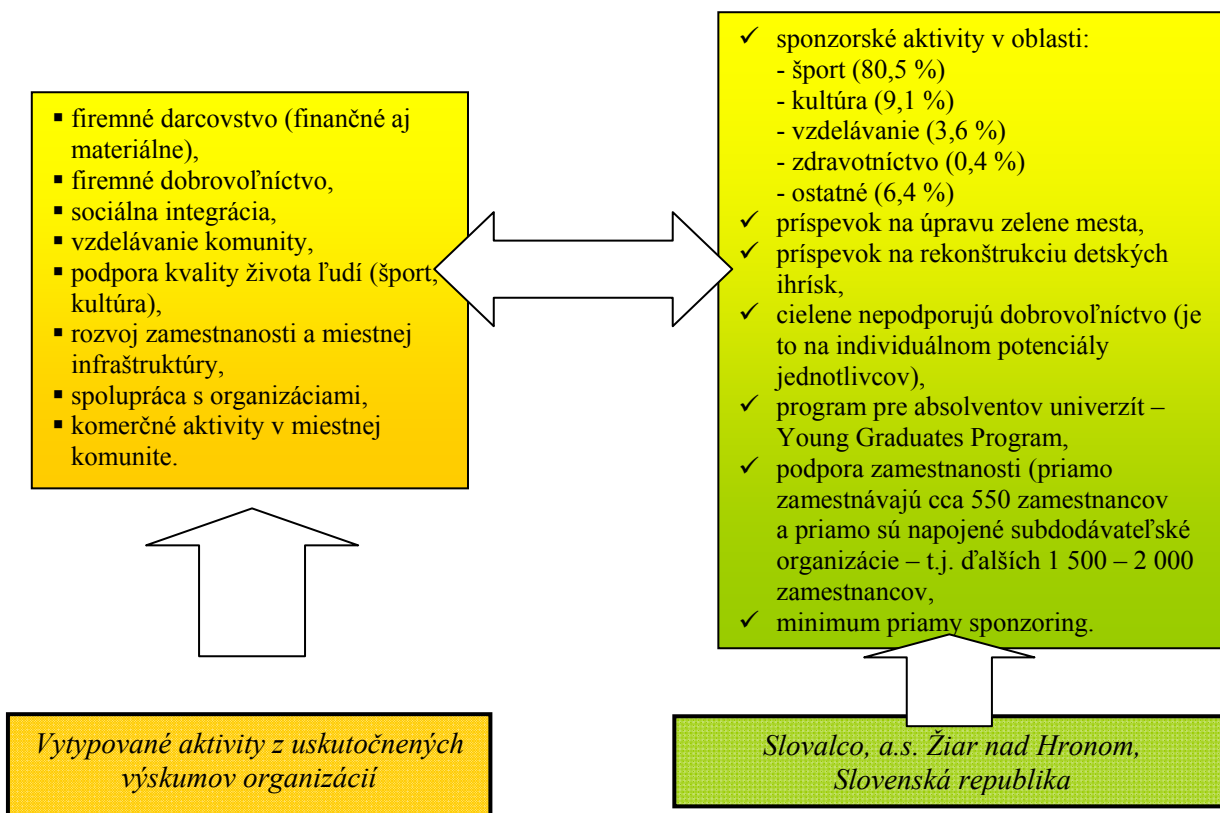 ▪ firemné darcovstvo (finančné aj
materiálne),
▪ firemné dobrovoľníctvo,
▪ sociálna integrácia,
▪ vzdelávanie komunity,
▪ podpora kvality života ľudí (šport,
kultúra),
▪ rozvoj zamestnanosti a miestnej
infraštruktúry,
▪ spolupráca s organizáciami,
▪ komerčné aktivity v miestnej
komunite.
Vytypované aktivity z uskutočnených
výskumov organizácií
✓ sponzorské aktivity v oblasti:
- šport (80,5 %)
- kultúra (9,1 %)
- vzdelávanie (3,6 %)
- zdravotníctvo (0,4 %)
- ostatné (6,4 %)
✓ príspevok na úpravu zelene mesta,
✓ príspevok na rekonštrukciu detských
ihrísk,
✓ cielene nepodporujú dobrovoľníctvo (je
to na individuálnom potenciály
jednotlivcov),
✓ program pre absolventov univerzít –
Young Graduates Program,
✓ podpora zamestnanosti (priamo
zamestnávajú cca 550 zamestnancov
a priamo sú napojené subdodávateľské
organizácie – t.j. ďalších 1 500 – 2 000
zamestnancov,
✓ minimum priamy sponzoring.
Slovalco, a.s. Žiar nad Hronom,
Slovenská republika